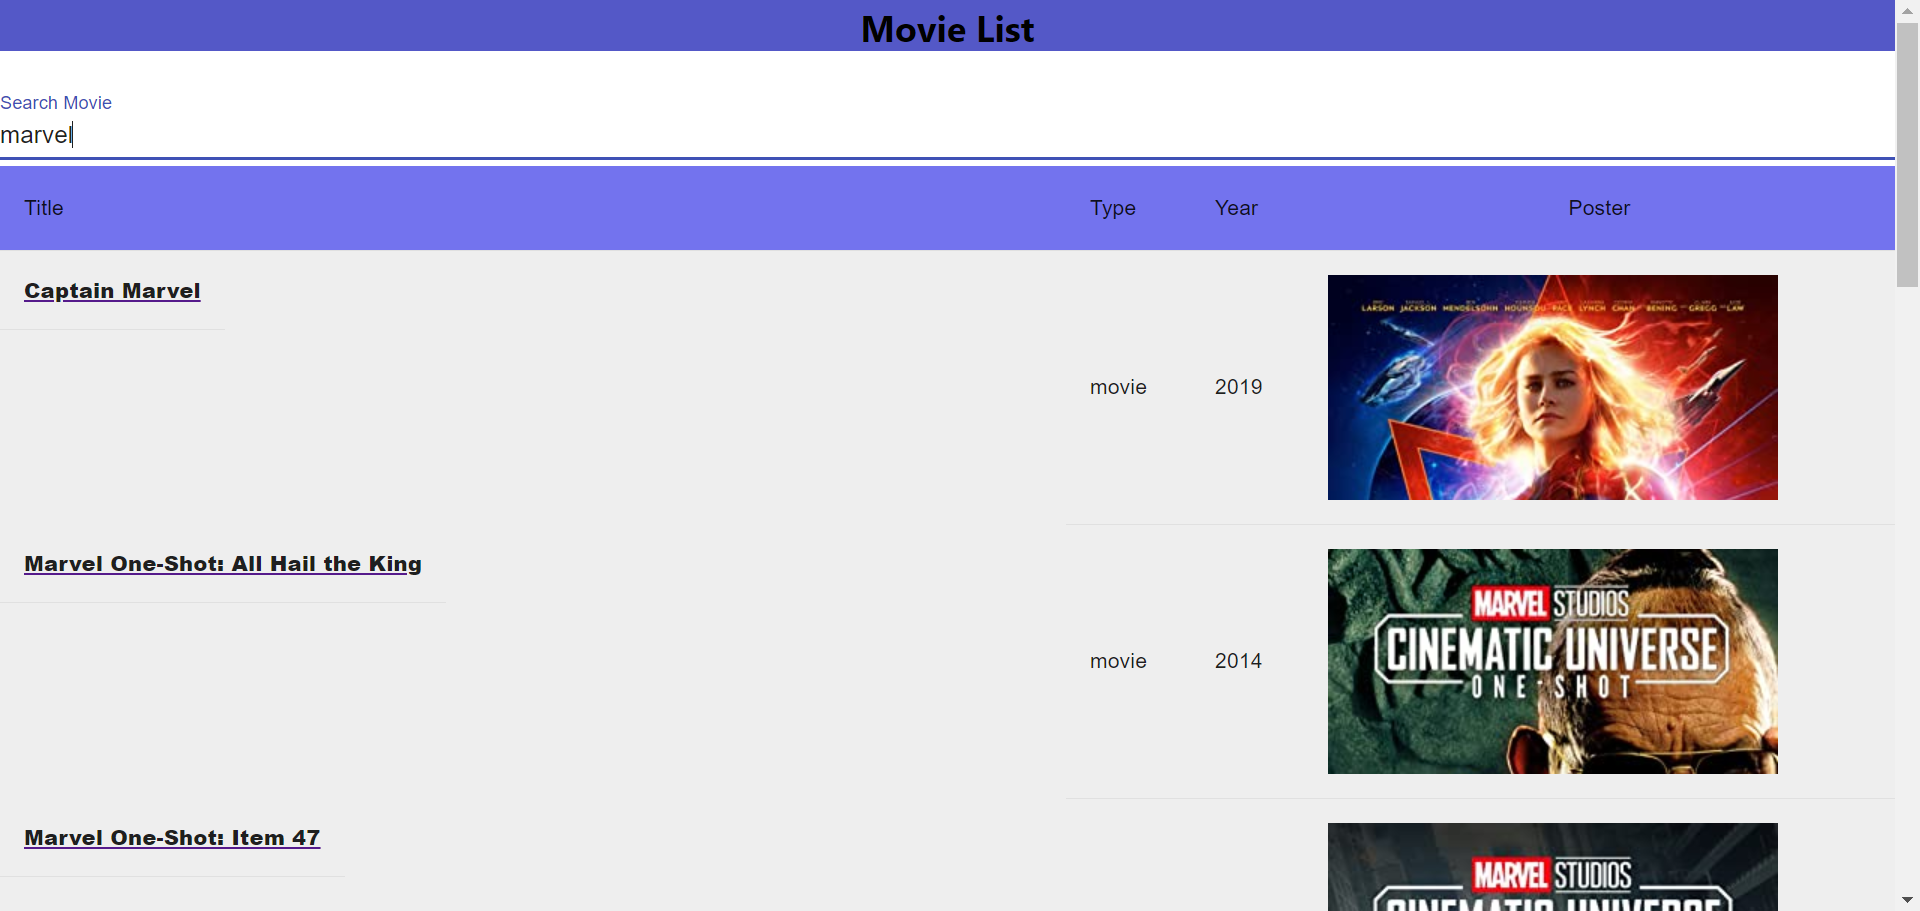 Movie List
Search Movie
marvel
Title Type Year Poster
Captain Marvel
LARSON JACKSON MENDELSOHN HOUNSOU PACE LYNCH CHAN BENING GREGG LAW
movie 2019
Marvel One-Shot: All Hail the King
MARVEL STUDIOS
CINEMATIC UNIVERSE
ONE-SHOT
movie 2014
Marvel One-Shot: Item 47
MARVEL STUDIOS
CINEMATIC UNIVERSE